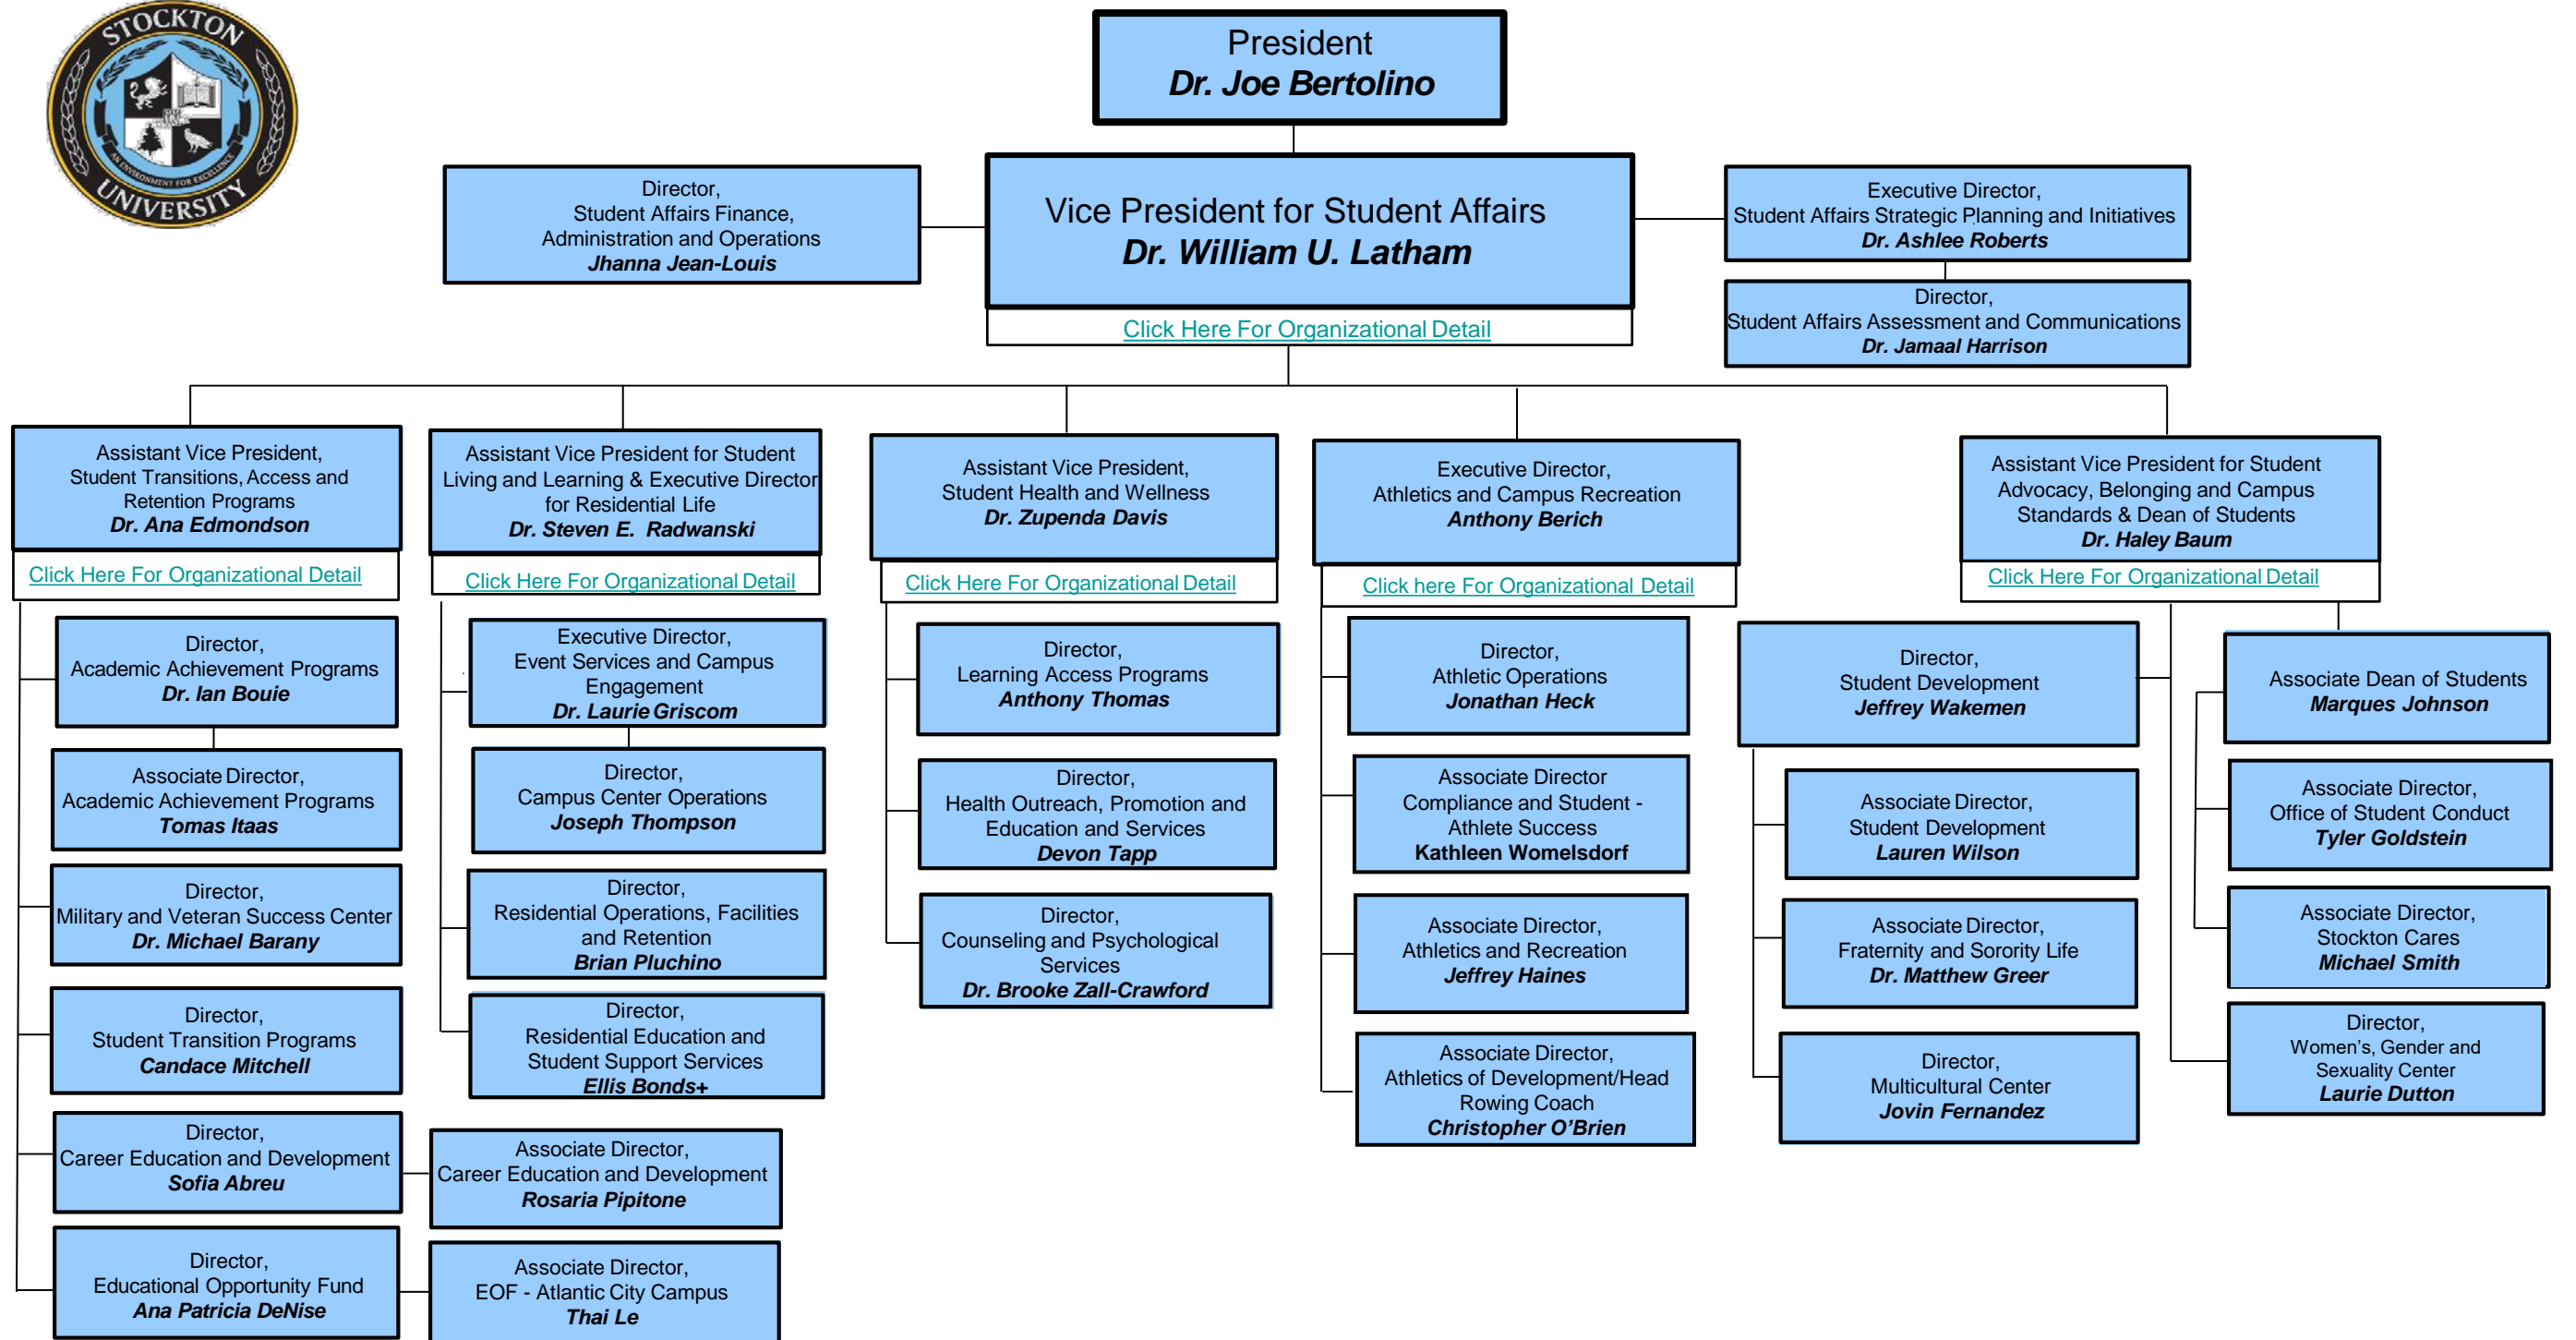 STOCKTON
UNIVERSITY
AN ENVIRONMENT FOR EXCELLENCE
President
Dr. Joe Bertolino
Director,
Student Affairs Finance,
Administration and Operations
Jhanna Jean-Louis
Vice President for Student Affairs
Dr. William U. Latham
Click Here For Organizational Detail
Executive Director,
Student Affairs Strategic Planning and Initiatives
Dr. Ashlee Roberts
Director,
Student Affairs Assessment and Communications
Dr. Jamaal Harrison
Assistant Vice President,
Student Transitions, Access and
Retention Programs
Dr. Ana Edmondson
Click Here For Organizational Detail
Director,
Academic Achievement Programs
Dr. Ian Bouie
Associate Director,
Academic Achievement Programs
Tomas Itaas
Director,
Military and Veteran Success Center
Dr. Michael Barany
Director,
Student Transition Programs
Candace Mitchell
Director,
Career Education and Development
Sofia Abreu
Associate Director,
Career Education and Development
Rosaria Pipitone
Director,
Educational Opportunity Fund
Ana Patricia DeNise
Associate Director,
EOF - Atlantic City Campus
Thai Le
Assistant Vice President for Student
Living and Learning & Executive Director
for Residential Life
Dr. Steven E. Radwanski
Click Here For Organizational Detail
Executive Director,
Event Services and Campus
Engagement
Dr. Laurie Griscom
Director,
Campus Center Operations
Joseph Thompson
Director,
Residential Operations, Facilities
and Retention
Brian Pluchino
Director,
Residential Education and
Student Support Services
Ellis Bonds+
Assistant Vice President,
Student Health and Wellness
Dr. Zupenda Davis
Click Here For Organizational Detail
Director,
Learning Access Programs
Anthony Thomas
Director,
Health Outreach, Promotion and
Education and Services
Devon Tapp
Director,
Counseling and Psychological
Services
Dr. Brooke Zall-Crawford
Executive Director,
Athletics and Campus Recreation
Anthony Berich
Click here For Organizational Detail
Director,
Athletic Operations
Jonathan Heck
Associate Director
Compliance and Student -
Athlete Success
Kathleen Womelsdorf
Associate Director,
Athletics and Recreation
Jeffrey Haines
Associate Director,
Athletics of Development/Head
Rowing Coach
Christopher O'Brien
Assistant Vice President for Student
Advocacy, Belonging and Campus
Standards & Dean of Students
Dr. Haley Baum
Click Here For Organizational Detail
Director,
Student Development
Jeffrey Wakemen
Associate Director,
Student Development
Lauren Wilson
Associate Director,
Fraternity and Sorority Life
Dr. Matthew Greer
Director,
Multicultural Center
Jovin Fernandez
Associate Dean of Students
Marques Johnson
Associate Director,
Office of Student Conduct
Tyler Goldstein
Associate Director,
Stockton Cares
Michael Smith
Director,
Women's, Gender and
Sexuality Center
Laurie Dutton